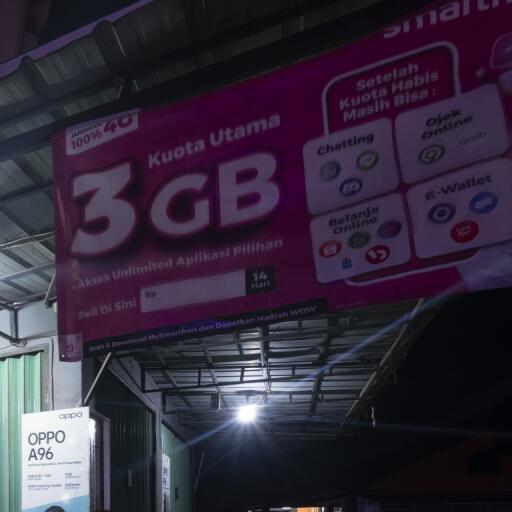 smartfr
JARINGAN 4G
100%
Kuota Utama
3 GB
Akses Unlimited Aplikasi Pilihan
Beli Di Sini
Rp
14
Hari
Scan & Download MySmartfren dan Dapatkan Hadiah WOW
Setelah
Kuota Habis
Masih Bisa :
Chatting
Ojek
Online
Grab
Belanja
Online
E-Wallet
oppo
OPPO
A96